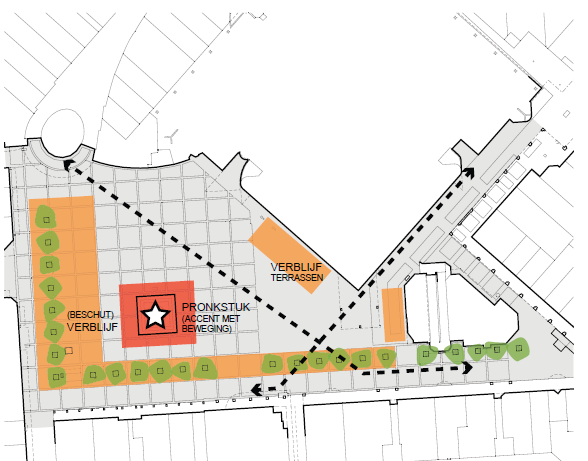 VERBLIJF
TERRASSEN
PRONKSTUK
(ACCENT MET
BEWEGING)
(BESCHUT)
VERBLIJF